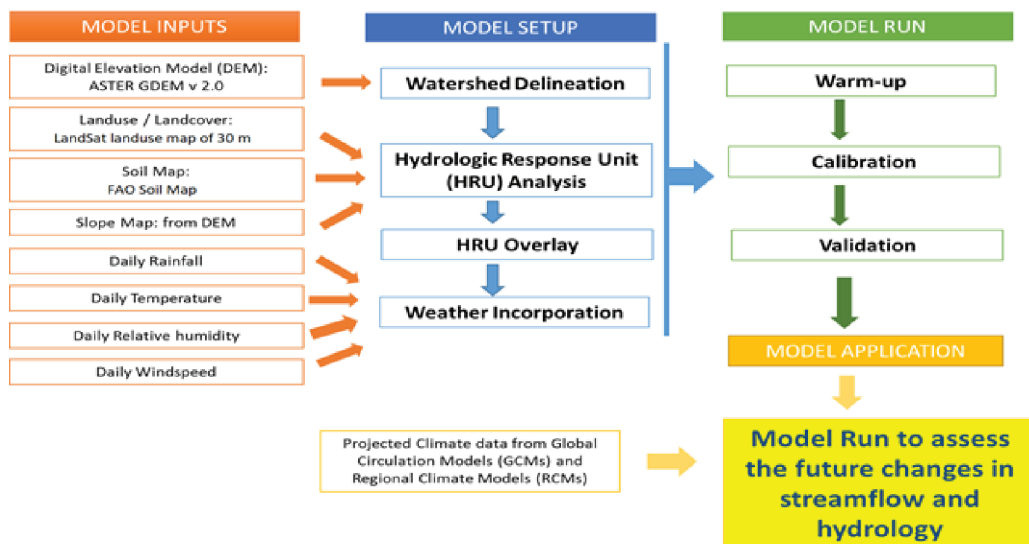 MODEL INPUTS
Digital Elevation Model (DEM):
ASTER GDEM v 2.0
Landuse / Landcover:
LandSat landuse map of 30 m
Soil Map:
FAO Soil Map
Slope Map: from DEM
Daily Rainfall
Daily Temperature
Daily Relative humidity
Daily Windspeed
MODEL SETUP
Watershed Delineation
Hydrologic Response Unit
(HRU) Analysis
HRU Overlay
Weather Incorporation
MODEL RUN
Warm-up
Calibration
Validation
MODEL APPLICATION
Projected Climate data from Global
Circulation Models (GCMs) and
Regional Climate Models (RCMs)
Model Run to assess
the future changes in
streamflow and
hydrology